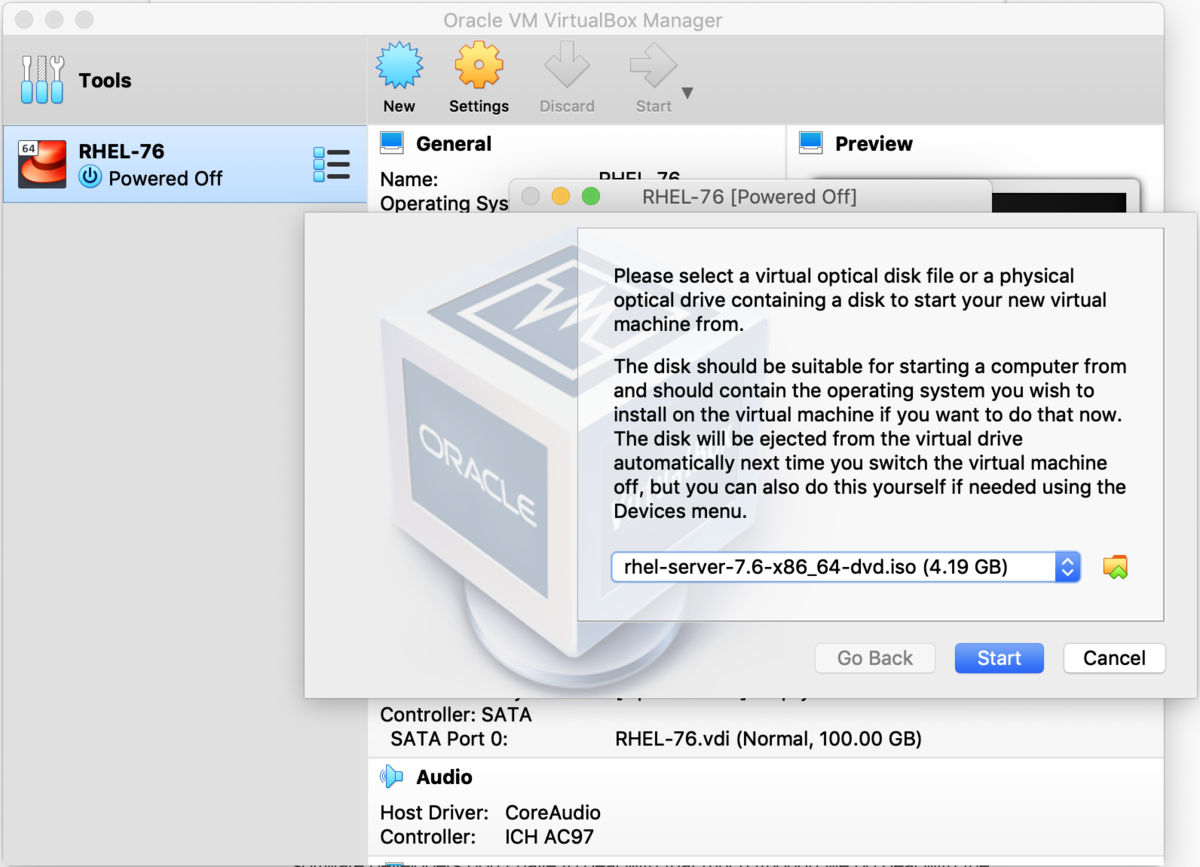 Oracle VM VirtualBox Manager
Tools
New
Settings
Discard
Start
64
RHEL-76
Powered Off
General
Preview
Name:
RHEL-76
Operating Sys
RHEL-76 [Powered Off]
Please select a virtual optical disk file or a physical
optical drive containing a disk to start your new virtual
machine from.
The disk should be suitable for starting a computer from
and should contain the operating system you wish to
install on the virtual machine if you want to do that now.
The disk will be ejected from the virtual drive
automatically next time you switch the virtual machine
off, but you can also do this yourself if needed using the
Devices menu.
ORACLE
rhel-server-7.6-x86_64-dvd.iso (4.19 GB)
Go Back
Start
Cancel
Controller: SATA
SATA Port 0:
RHEL-76.vdi (Normal, 100.00 GB)
Audio
Host Driver:
CoreAudio
Controller:
ICH AC97